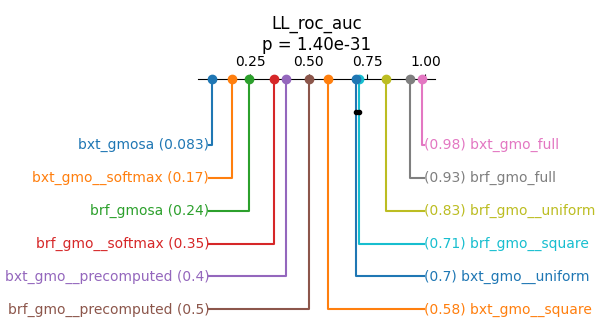 LL_roc_auc
p = 1.40e-31
0.25 0.50 0.75 1.00
bxt_gmosa (0.083)
(0.98) bxt_gmo_full
bxt_gmo__softmax (0.17)
(0.93) brf_gmo_full
brf_gmosa (0.24)
(0.83) brf_gmo__uniform
brf_gmo__softmax (0.35)
(0.71) brf_gmo__square
bxt_gmo__precomputed (0.4)
(0.7) bxt_gmo__uniform
brf_gmo__precomputed (0.5)
(0.58) bxt_gmo__square